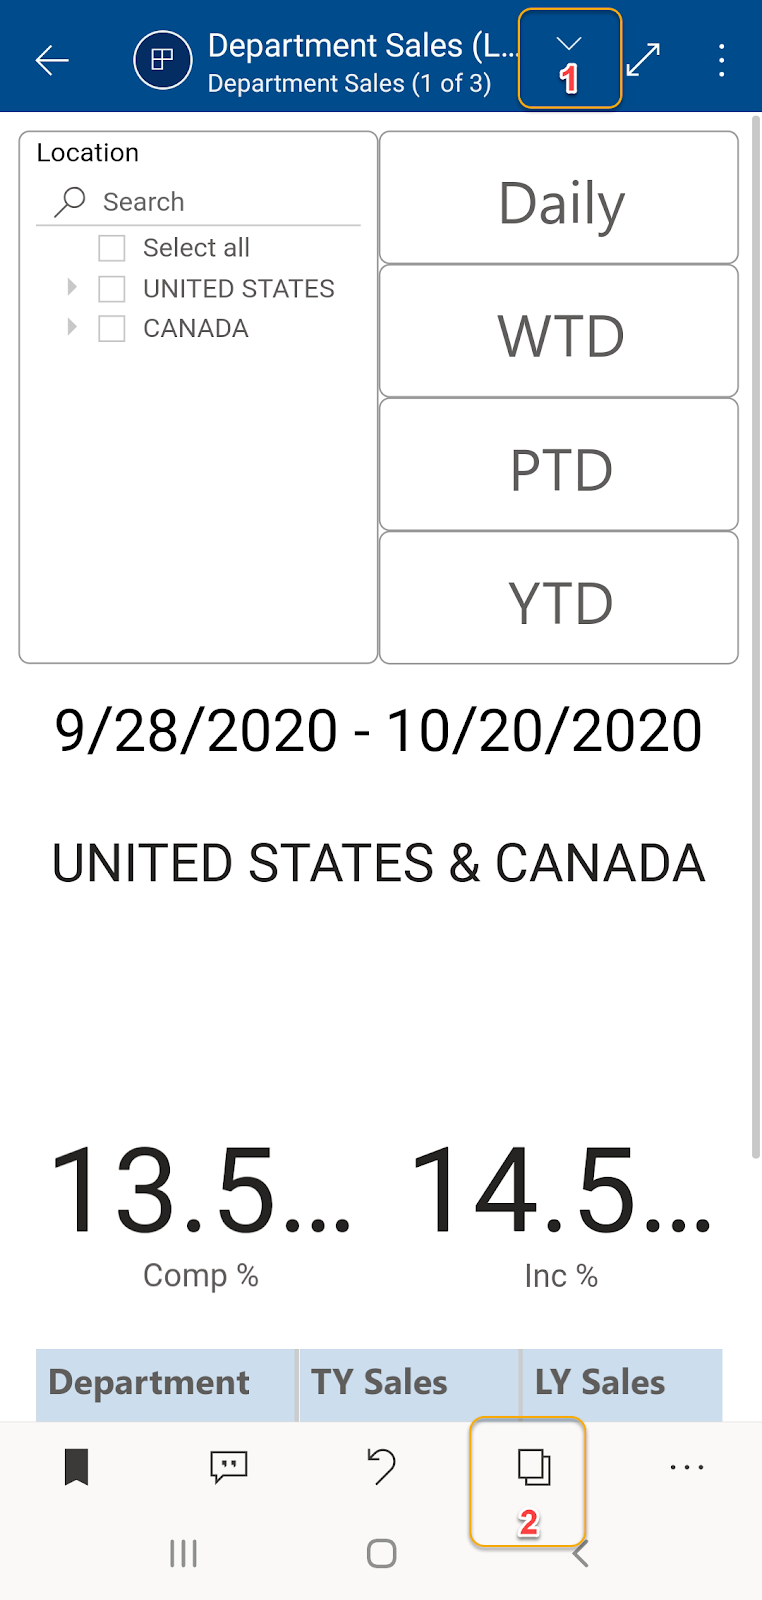 Department Sales (L...
Department Sales (1 of 3)
1
Location
Search
Select all
UNITED STATES
CANADA
Daily
WTD
PTD
YTD
9/28/2020 - 10/20/2020
UNITED STATES & CANADA
13.5... 14.5...
Comp % Inc %
Department TY Sales LY Sales
2